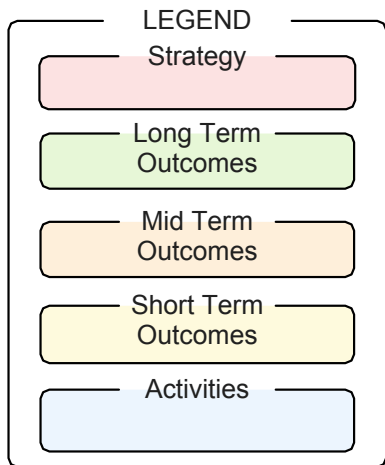 LEGEND
Strategy
Long Term
Outcomes
Mid Term
Outcomes
Short Term
Outcomes
Activities